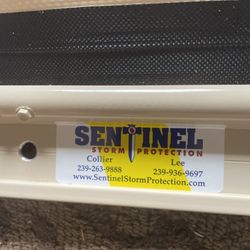 SENTINEL
STORM PROTECTION
Collier Lee
239-263-9888 239-936-9697
www.SentinelStormProtection.com